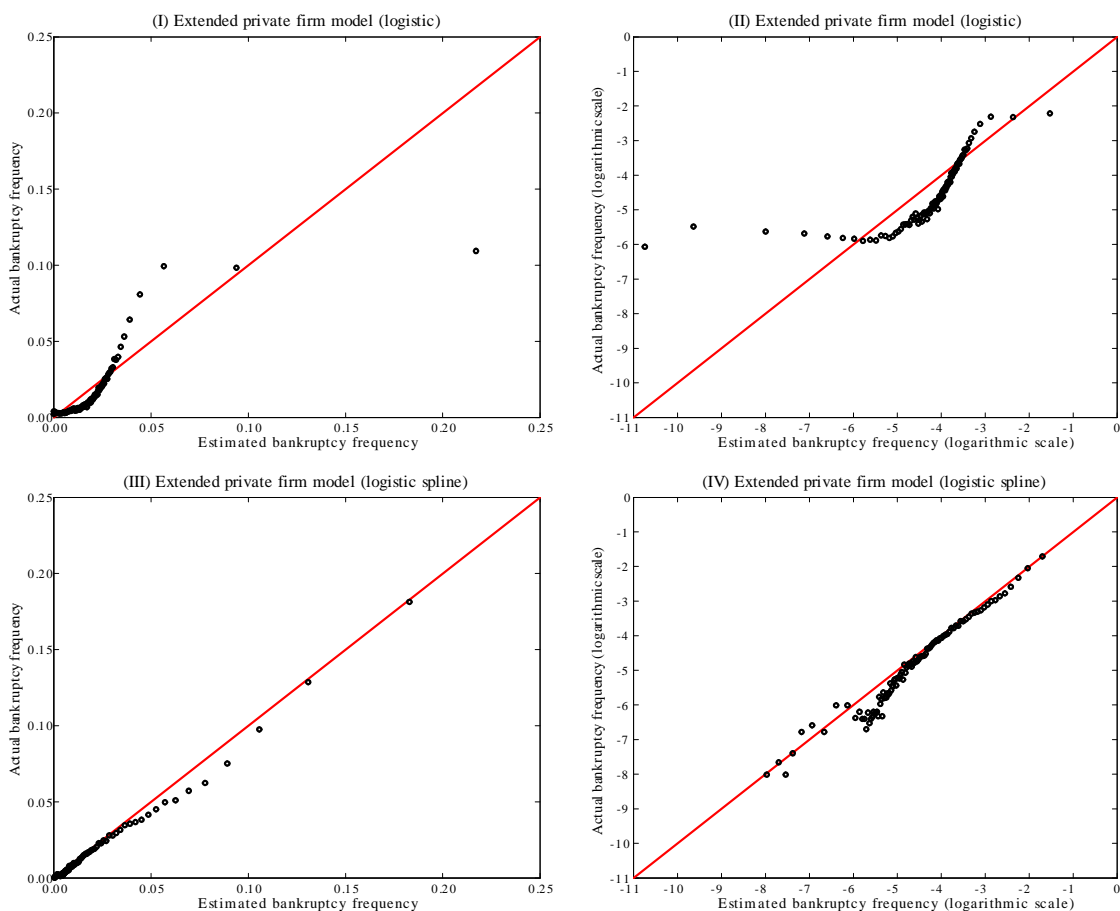 (I) Extended private firm model (logistic)
0.25
0.20
0.15
0.10
0.05
0.00
Actual bankruptcy frequency
0.00 0.05 0.10 0.15 0.20 0.25
Estimated bankruptcy frequency
(II) Extended private firm model (logistic)
0
-1
-2
-3
-4
-5
-6
-7
-8
-9
-10
-11
Actual bankruptcy frequency (logarithmic scale)
-11 -10 -9 -8 -7 -6 -5 -4 -3 -2 -1 0
Estimated bankruptcy frequency (logarithmic scale)
(III) Extended private firm model (logistic spline)
0.25
0.20
0.15
0.10
0.05
0.00
Actual bankruptcy frequency
0.00 0.05 0.10 0.15 0.20 0.25
Estimated bankruptcy frequency
(IV) Extended private firm model (logistic spline)
0
-1
-2
-3
-4
-5
-6
-7
-8
-9
-10
-11
Actual bankruptcy frequency (logarithmic scale)
-11 -10 -9 -8 -7 -6 -5 -4 -3 -2 -1 0
Estimated bankruptcy frequency (logarithmic scale)